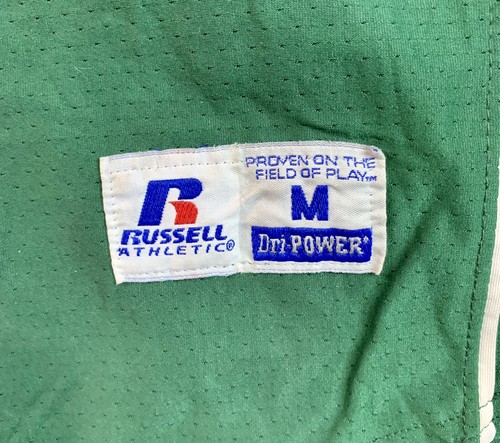 R
RUSSELL
ATHLETIC®
PROVEN ON THE
FIELD OF PLAY™
M
Dri-POWER®